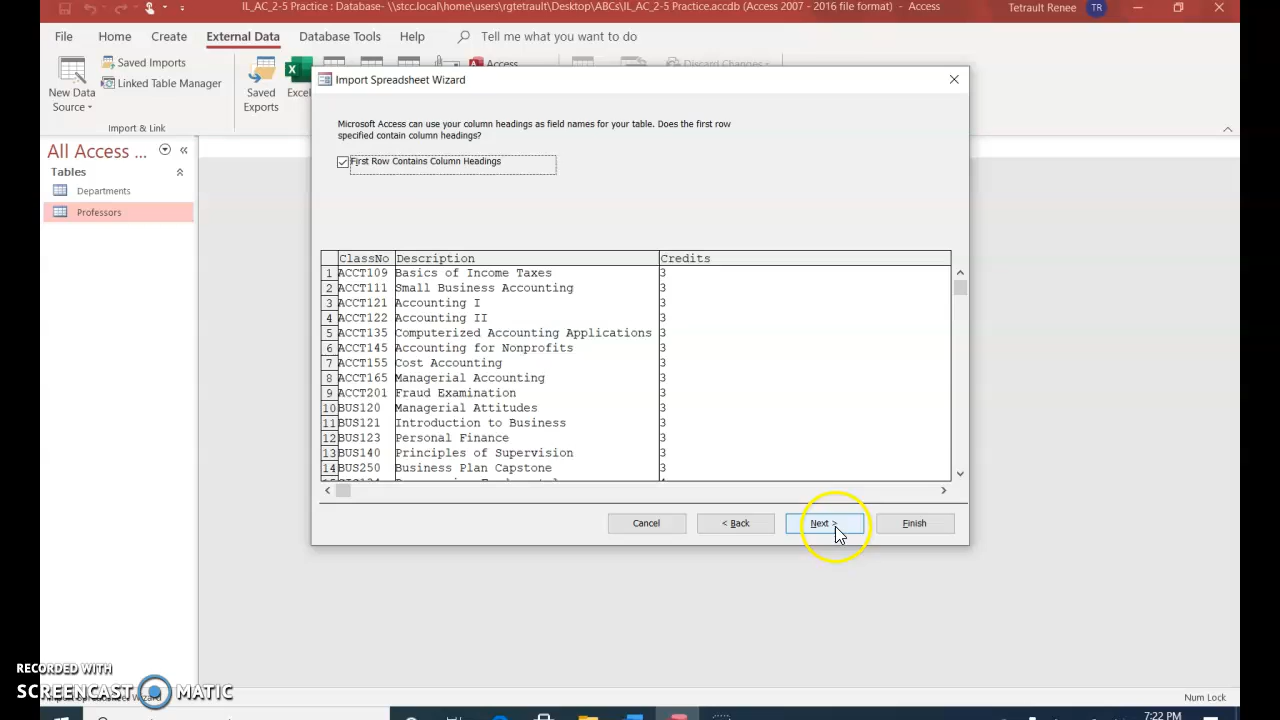 IL_AC_2-5 Practice : Database- \\stcc.local\home\users\rgtetrault\Desktop\ABCs\IL_AC_2-5 Practice.accdb (Access 2007 - 2016 file format) - Access
Tetrault Renee
TR
File
Home
Create
External Data
Database Tools
Help
Tell me what you want to do
New Data
Source
Saved Imports
Linked Table Manager
Import & Link
Saved
Exports
Excel
Access
Discard Changes
Import Spreadsheet Wizard
Microsoft Access can use your column headings as field names for your table. Does the first row
specified contain column headings?
First Row Contains Column Headings
All Access ...
Tables
Departments
Professors
ClassNo Description Credits
1 ACCT109 Basics of Income Taxes 3
2 ACCT111 Small Business Accounting 3
3 ACCT121 Accounting I 3
4 ACCT122 Accounting II 3
5 ACCT135 Computerized Accounting Applications 3
6 ACCT145 Accounting for Nonprofits 3
7 ACCT155 Cost Accounting 3
8 ACCT165 Managerial Accounting 3
9 ACCT201 Fraud Examination 3
10 BUS120 Managerial Attitudes 3
11 BUS121 Introduction to Business 3
12 BUS123 Personal Finance 3
13 BUS140 Principles of Supervision 3
14 BUS250 Business Plan Capstone 3
Cancel
< Back
Next >
Finish
RECORDED WITH
SCREENCAST MATIC
Num Lock
7:22 PM